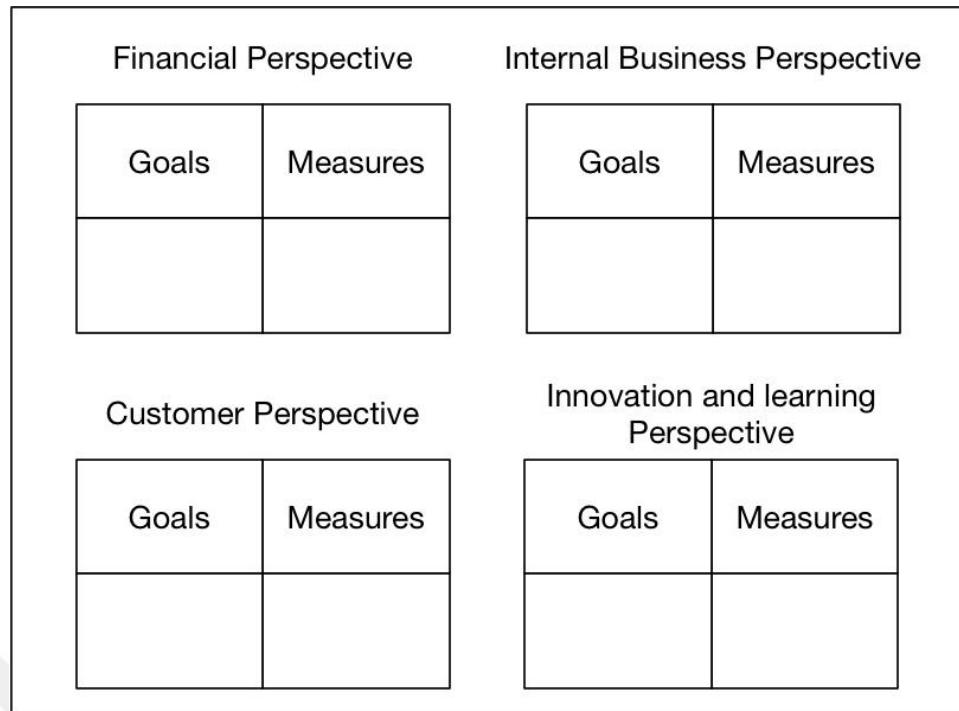 Financial Perspective
Goals
Measures
Internal Business Perspective
Goals
Measures
Customer Perspective
Goals
Measures
Innovation and learning
Perspective
Goals
Measures